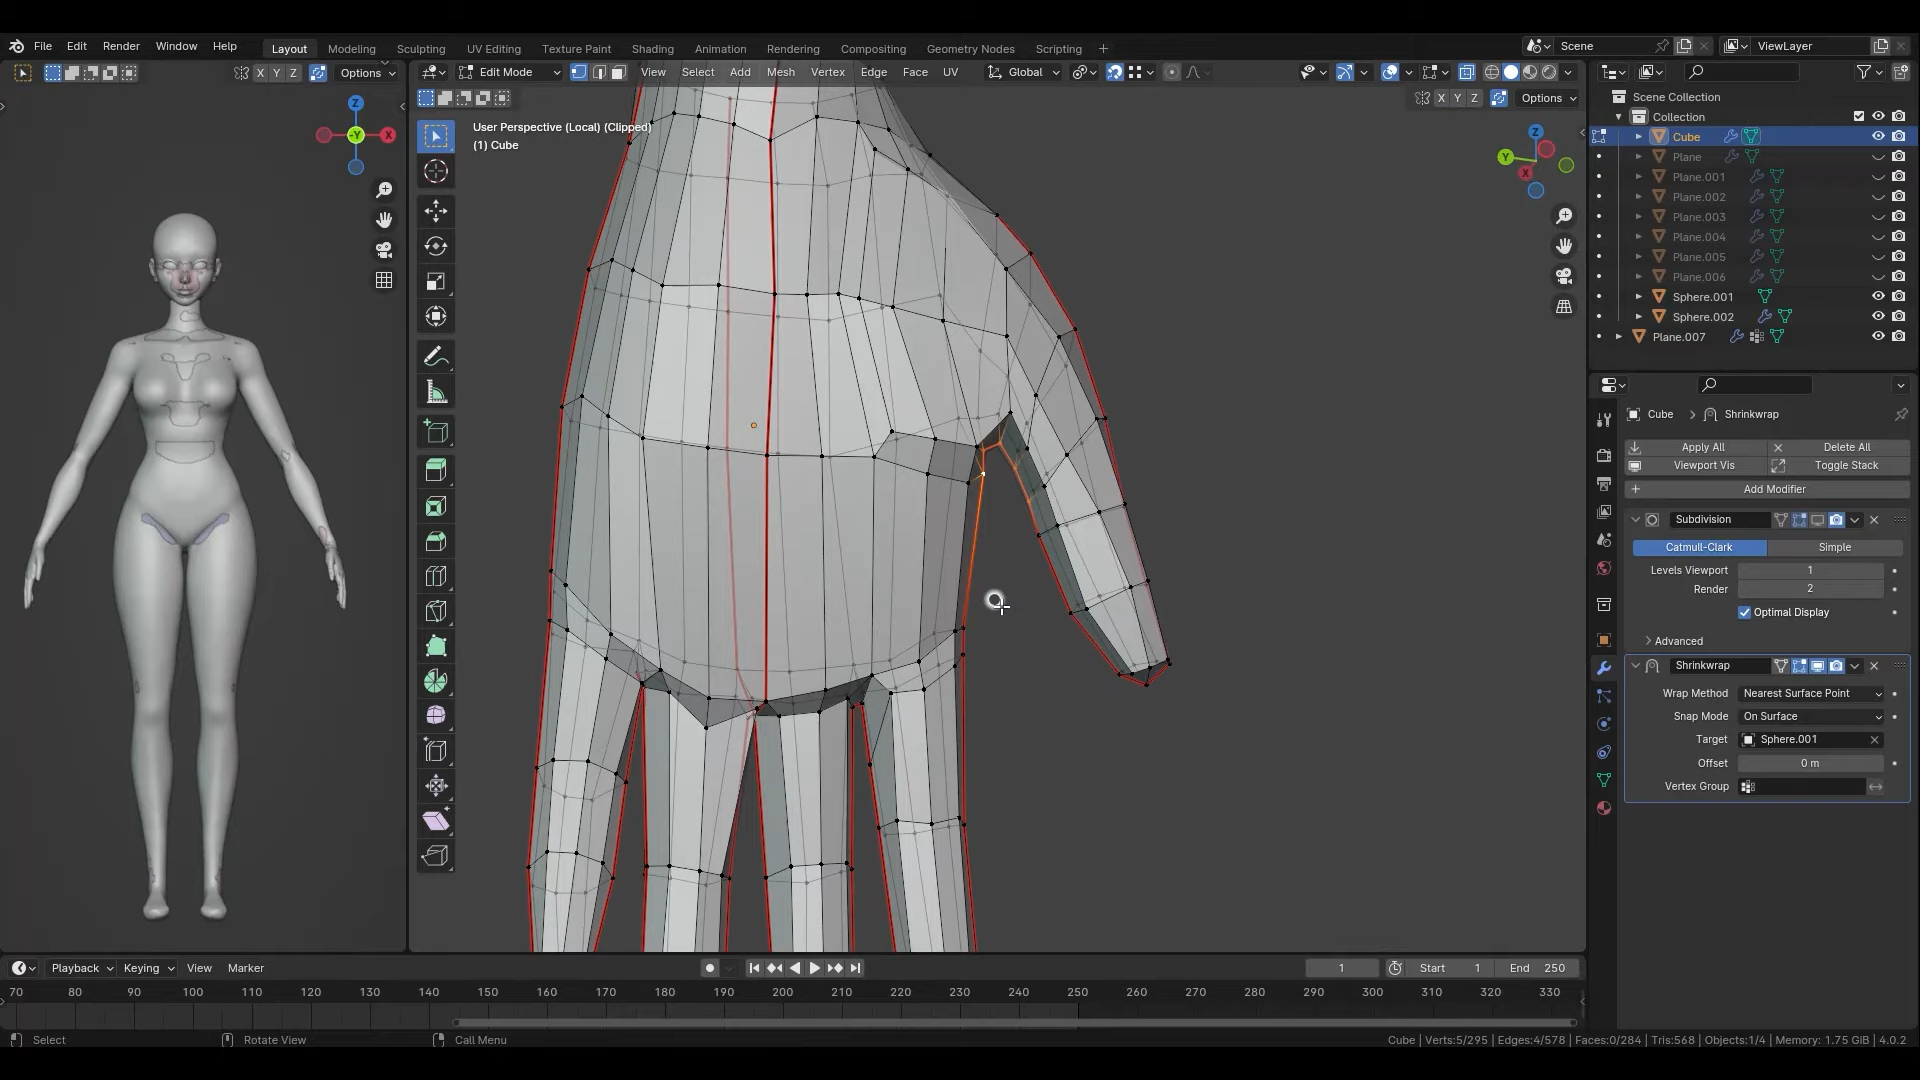 File Edit Render Window Help Layout Modeling Sculpting UV Editing Texture Paint Shading Animation Rendering Compositing Geometry Nodes Scripting + Scene ViewLayer
X Y Z Options Edit Mode View Select Add Mesh Vertex Edge Face UV Global
X Y Z Options
User Perspective (Local) (Clipped)
(1) Cube
Z
-Y X
Z
Y
X
Scene Collection
Collection
Cube
Plane
Plane.001
Plane.002
Plane.003
Plane.004
Plane.005
Plane.006
Sphere.001
Sphere.002
Plane.007
Cube Shrinkwrap
Apply All Delete All
Viewport Vis Toggle Stack
Add Modifier
Subdivision
Catmull-Clark Simple
Levels Viewport 1
Render 2
Optimal Display
Advanced
Shrinkwrap
Wrap Method Nearest Surface Point
Snap Mode On Surface
Target Sphere.001
Offset 0 m
Vertex Group
Playback Keying View Marker 1 Start 1 End 250
70 80 90 100 110 120 130 140 150 160 170 180 190 200 210 220 230 240 250 260 270 280 290 300 310 320 330
Select Rotate View Call Menu Cube | Verts:5/295 | Edges:4/578 | Faces:0/284 | Tris:568 | Objects:1/4 | Memory: 1.75 GiB | 4.0.2